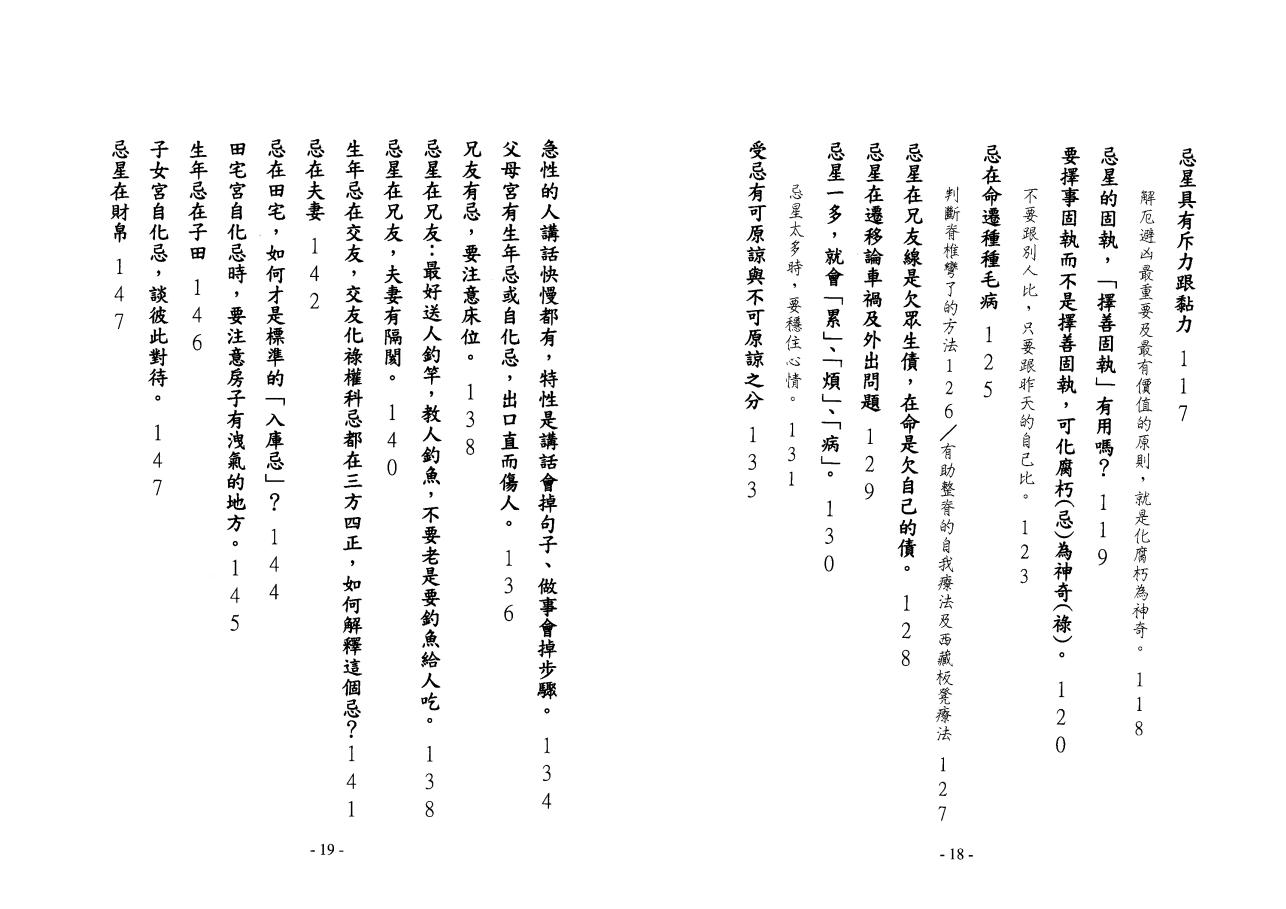 忌星具有斥力跟黏力 117
解厄避凶最重要及最有價值的原則，就是化腐朽為神奇。 118
忌星的固執，「擇善固執」有用嗎？ 119
要擇事固執而不是擇善固執，可化腐朽(忌)為神奇(祿)。 120
不要跟別人比，只要跟昨天的自己比。 123
忌在命遷種種毛病 125
判斷脊椎彎了的方法126／有助整脊的自我療法及西藏板凳療法 127
忌星在兄友線是欠眾生債，在命是欠自己的債。 128
忌星在遷移論車禍及外出問題 129
忌星一多，就會「累」、「煩」、「病」。 130
忌星太多時，要穩住心情。 131
受忌有可原諒與不可原諒之分 133
- 18 -
急性的人講話快慢都有，特性是講話會掉句子、做事會掉步驟。 134
父母宮有生年忌或自化忌，出口直而傷人。 136
兄友有忌，要注意床位。 138
忌星在兄友：最好送人釣竿，教人釣魚，不要老是要釣魚給人吃。 138
忌星在兄友，夫妻有隔閡。 140
生年忌在交友，交友化祿權科忌都在三方四正，如何解釋這個忌？141
忌在夫妻 142
忌在田宅，如何才是標準的「入庫忌」？ 144
田宅宮自化忌時，要注意房子有洩氣的地方。145
生年忌在子田 146
子女宮自化忌，談彼此對待。 147
忌星在財帛 147
- 19 -